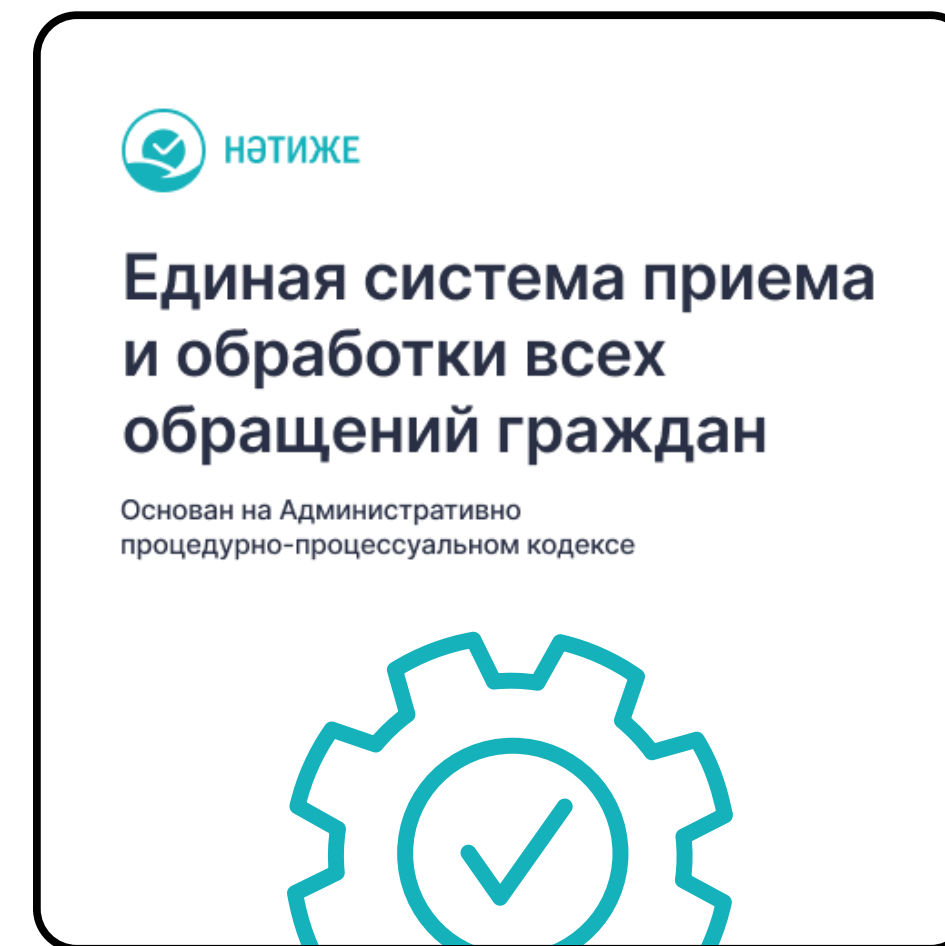 НӘТИЖЕ
Единая система приема
и обработки всех
обращений граждан
Основан на Административно
процедурно-процессуальном кодексе